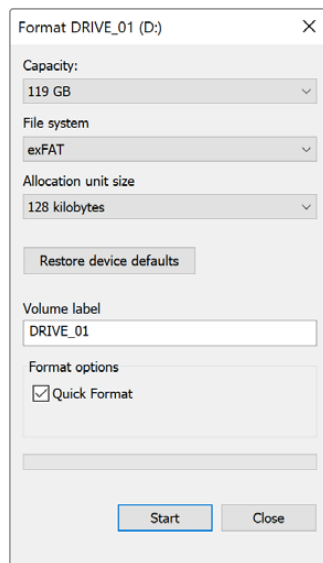 Format DRIVE_01 (D:)
Capacity:
119 GB
File system
exFAT
Allocation unit size
128 kilobytes
Restore device defaults
Volume label
DRIVE_01
Format options
Quick Format
Start Close